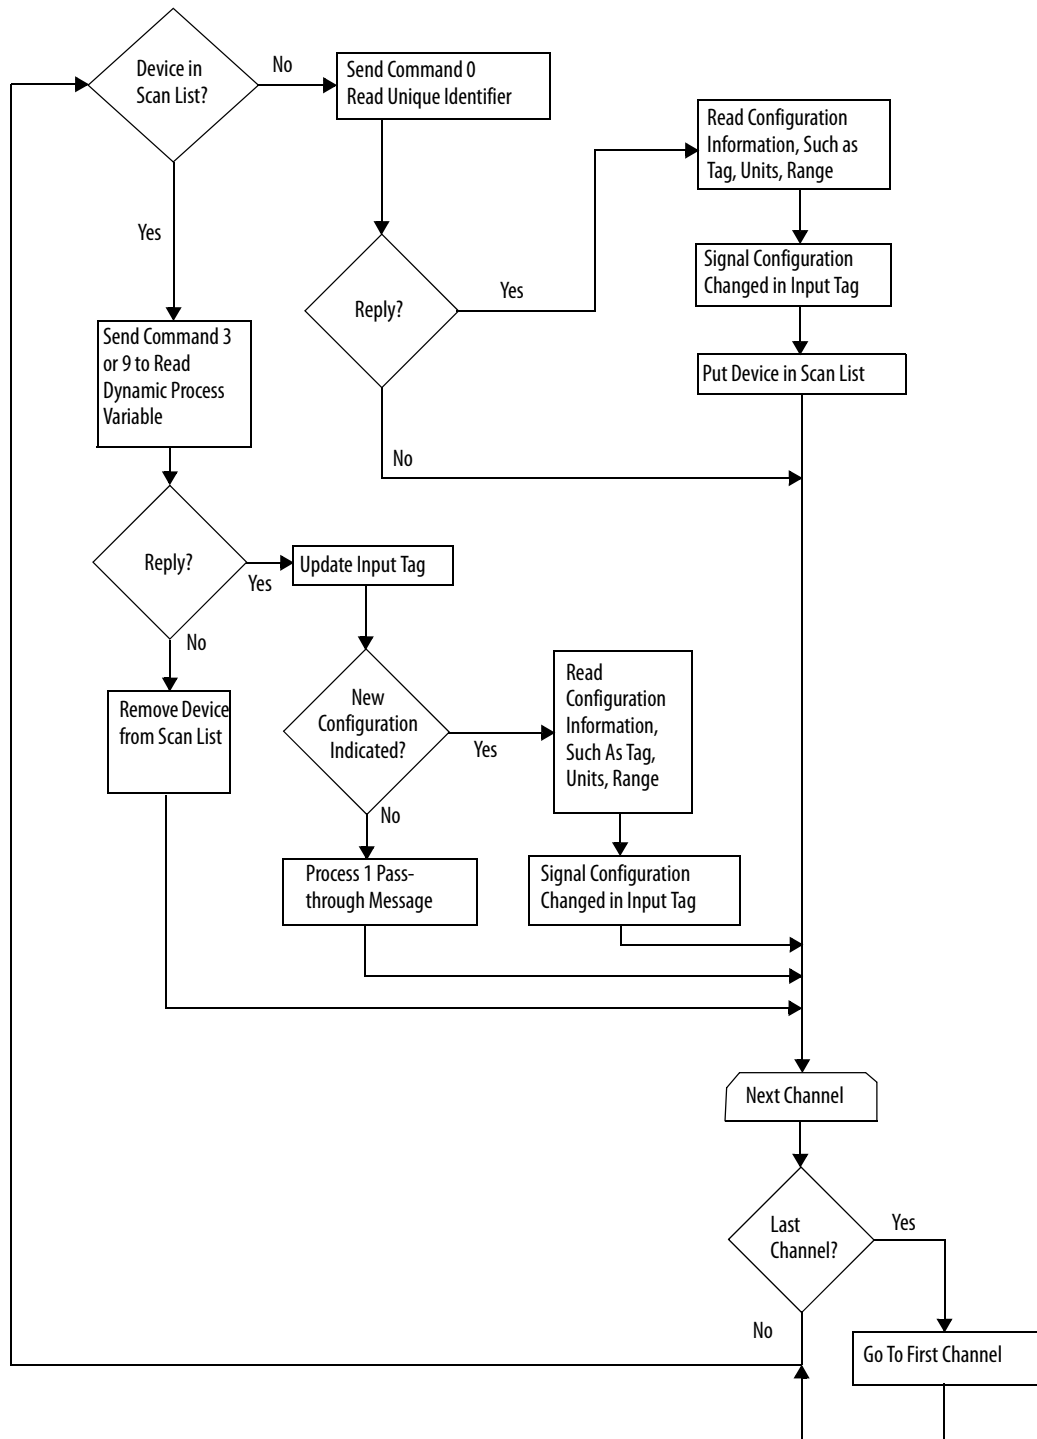 Device in
Scan List?
No
Send Command 0
Read Unique Identifier
Read Configuration
Information, Such as
Tag, Units, Range
Yes
Signal Configuration
Changed in Input Tag
Reply?
Yes
Send Command 3
or 9 to Read
Dynamic Process
Variable
Put Device in Scan List
No
Reply?
Yes
Update Input Tag
No
Remove Device
from Scan List
New
Configuration
Indicated?
Yes
Read
Configuration
Information,
Such As Tag,
Units, Range
No
Process 1 Pass-
through Message
Signal Configuration
Changed in Input Tag
Next Channel
Last
Channel?
Yes
No
Go To First Channel